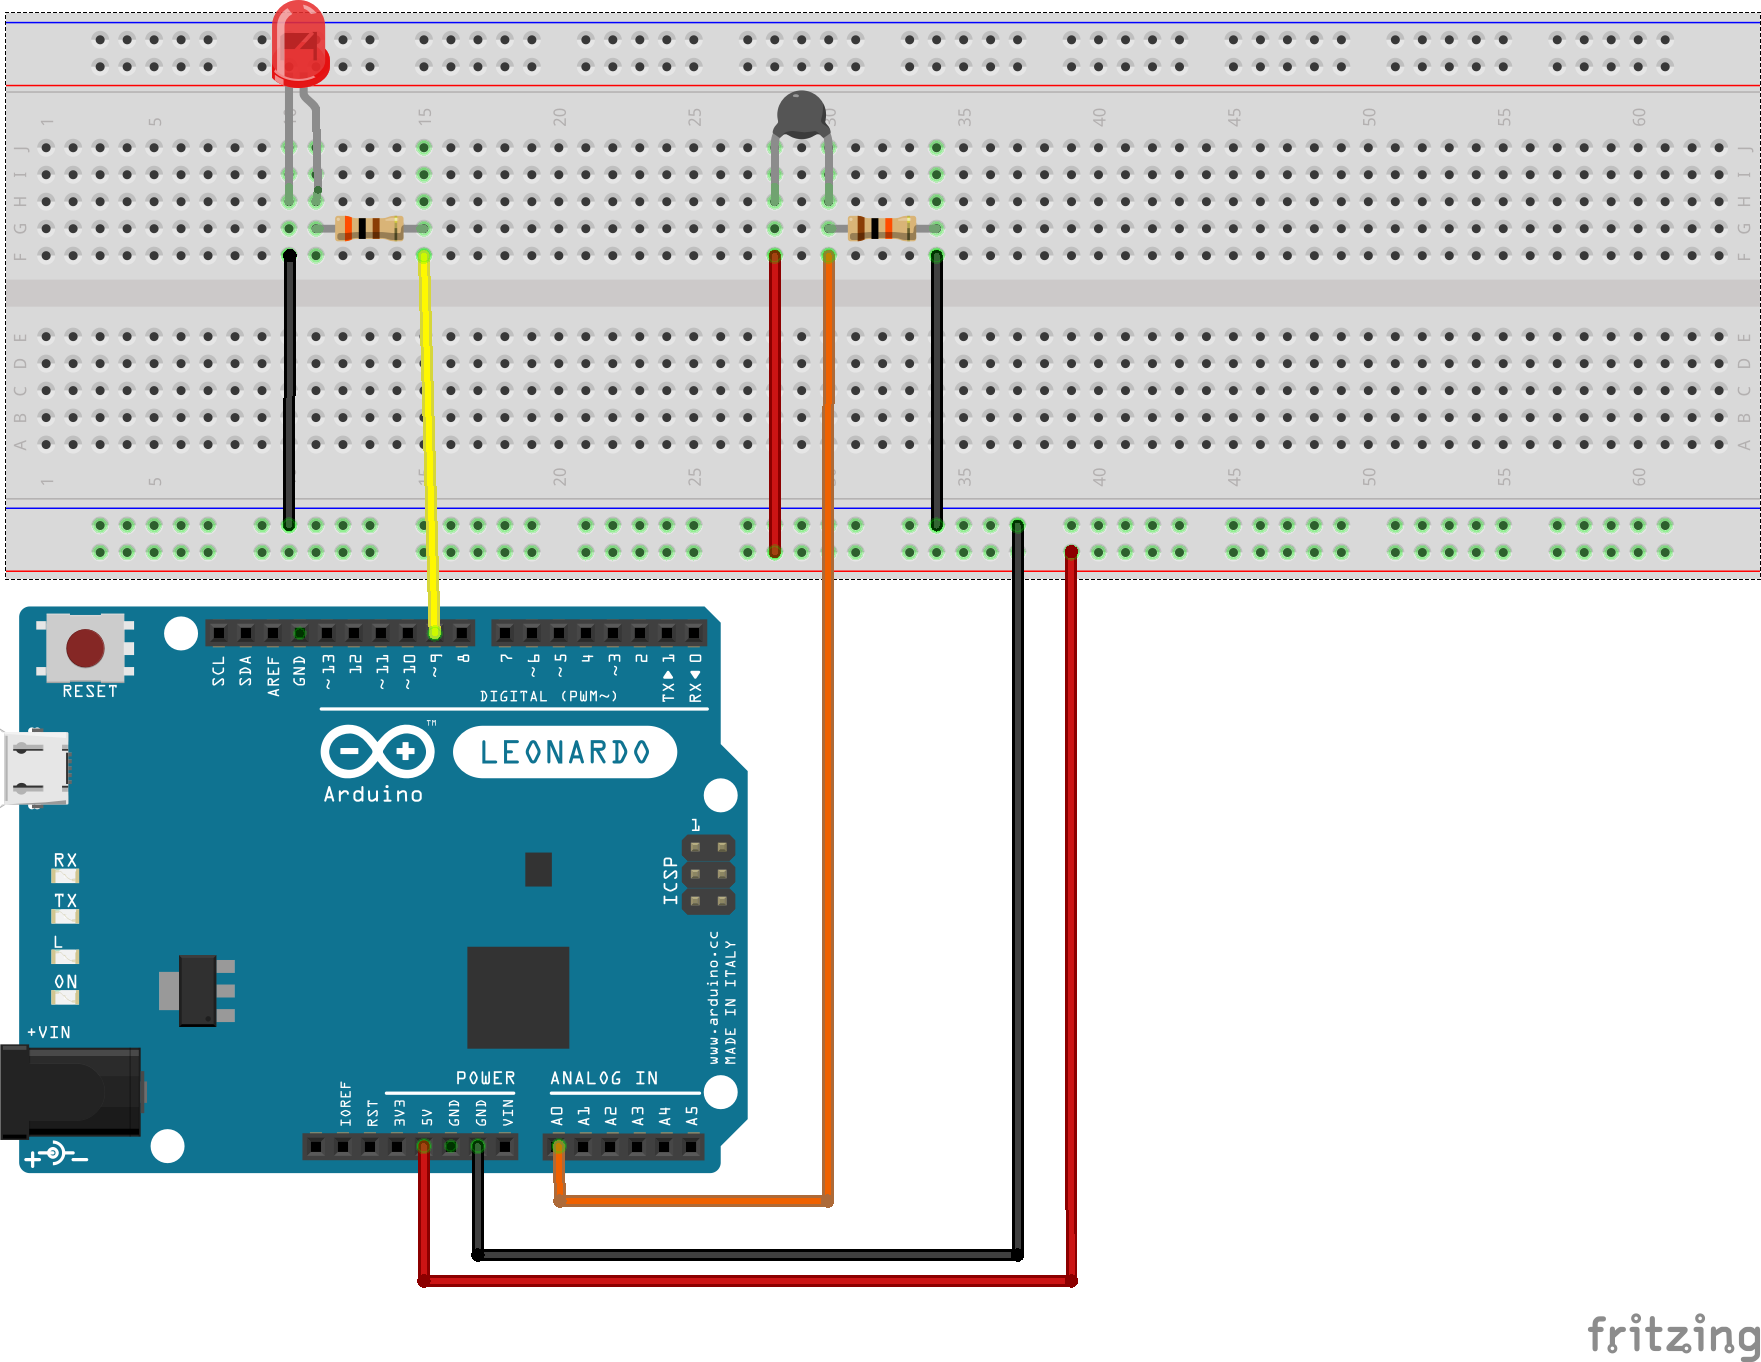 1 5 10 15 20 25 30 35 40 45 50 55 60
J J
I I
H H
G G
F F
E E
D D
C C
B B
A A
1 5 15 20 25 30 35 40 45 50 55 60
RESET
SCL SDA AREF GND ~13 12 ~11 ~10 ~9 8 7 ~6 ~5 4 ~3 2 TX▶1 RX◀0
DIGITAL (PWM~)
TM
LEONARDO
Arduino
1
ICSP
RX
TX
L
ON
+VIN
www.arduino.cc
MADE IN ITALY
POWER
ANALOG IN
IOREF RST 3V3 5V GND GND VIN A0 A1 A2 A3 A4 A5
fritzing